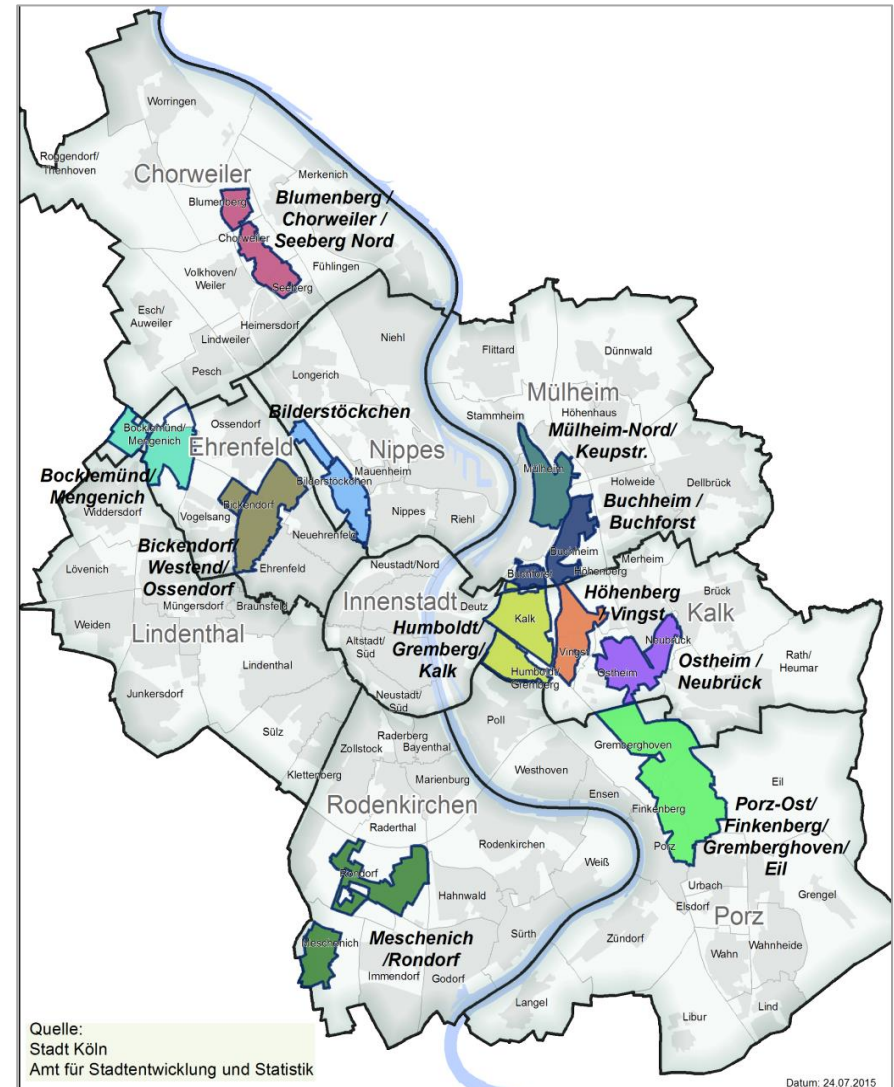 Worringen
Roggendorf/
Thenhoven
Chorweiler
Merkenich
Blumenberg
Blumenberg /
Chorweiler /
Seeberg Nord
Chorweiler
Fühlingen
Volkhoven/
Weiler
Seeberg
Esch/
Auweiler
Heimersdorf
Lindweiler
Pesch
Niehl
Longerich
Flittard
Dünnwald
Mülheim
Stammheim
Höhenhaus
Bilderstöckchen
Ossendorf
Bocklemünd/
Mengenich
Ehrenfeld
Nippes
Mülheim-Nord/
Keupstr.
Mülheim
Mauenheim
Bilderstöckchen
Holweide
Dellbrück
Bocklemünd/
Mengenich
Widdersdorf
Bickendorf
Vogelsang
Nippes
Riehl
Buchheim /
Buchforst
Neuehrenfeld
Buchheim
Merheim
Bickendorf/
Westend/
Ossendorf
Ehrenfeld
Neustadt/Nord
Lövenich
Buchforst
Höhenberg
Brück
Müngersdorf
Braunsfeld
Innenstadt
Deutz
Höhenberg
Vingst
Kalk
Weiden
Lindenthal
Kalk
Humboldt/
Gremberg/
Kalk
Altstadt/
Süd
Vingst
Neubrück
Rath/
Heumar
Lindenthal
Humboldt/
Gremberg
Ostheim
Ostheim /
Neubrück
Junkersdorf
Neustadt/
Süd
Sülz
Poll
Raderberg
Bayenthal
Zollstock
Gremberghoven
Klettenberg
Marienburg
Westhoven
Eil
Ensen
Rodenkirchen
Finkenberg
Porz-Ost/
Finkenberg/
Gremberghoven/
Eil
Raderthal
Rodenkirchen
Porz
Weiß
Rondorf
Hahnwald
Urbach
Elsdorf
Grengel
Porz
Meschenich
Meschenich
/Rondorf
Sürth
Zündorf
Wahn
Wahnheide
Immendorf
Godorf
Langel
Lind
Libur
Quelle:
Stadt Köln
Amt für Stadtentwicklung und Statistik
Datum: 24.07.2015